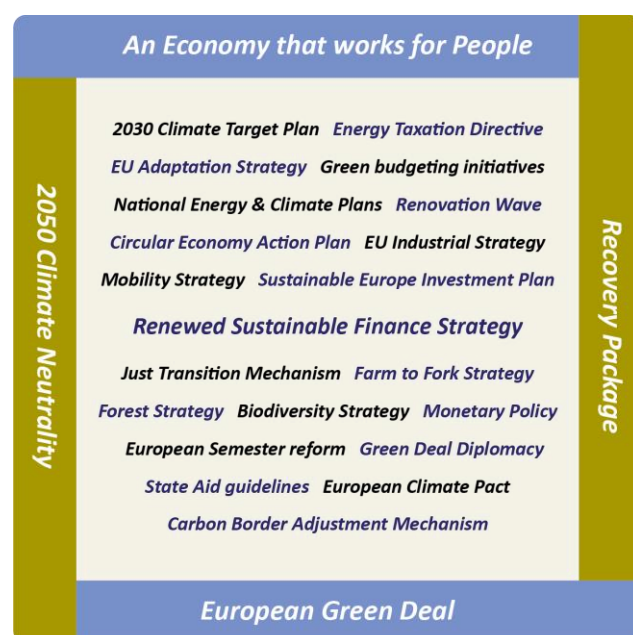 An Economy that works for People
2050 Climate Neutrality
2030 Climate Target Plan Energy Taxation Directive
EU Adaptation Strategy Green budgeting initiatives
National Energy & Climate Plans Renovation Wave
Circular Economy Action Plan EU Industrial Strategy
Mobility Strategy Sustainable Europe Investment Plan
Renewed Sustainable Finance Strategy
Just Transition Mechanism Farm to Fork Strategy
Forest Strategy Biodiversity Strategy Monetary Policy
European Semester reform Green Deal Diplomacy
State Aid guidelines European Climate Pact
Carbon Border Adjustment Mechanism
Recovery Package
European Green Deal